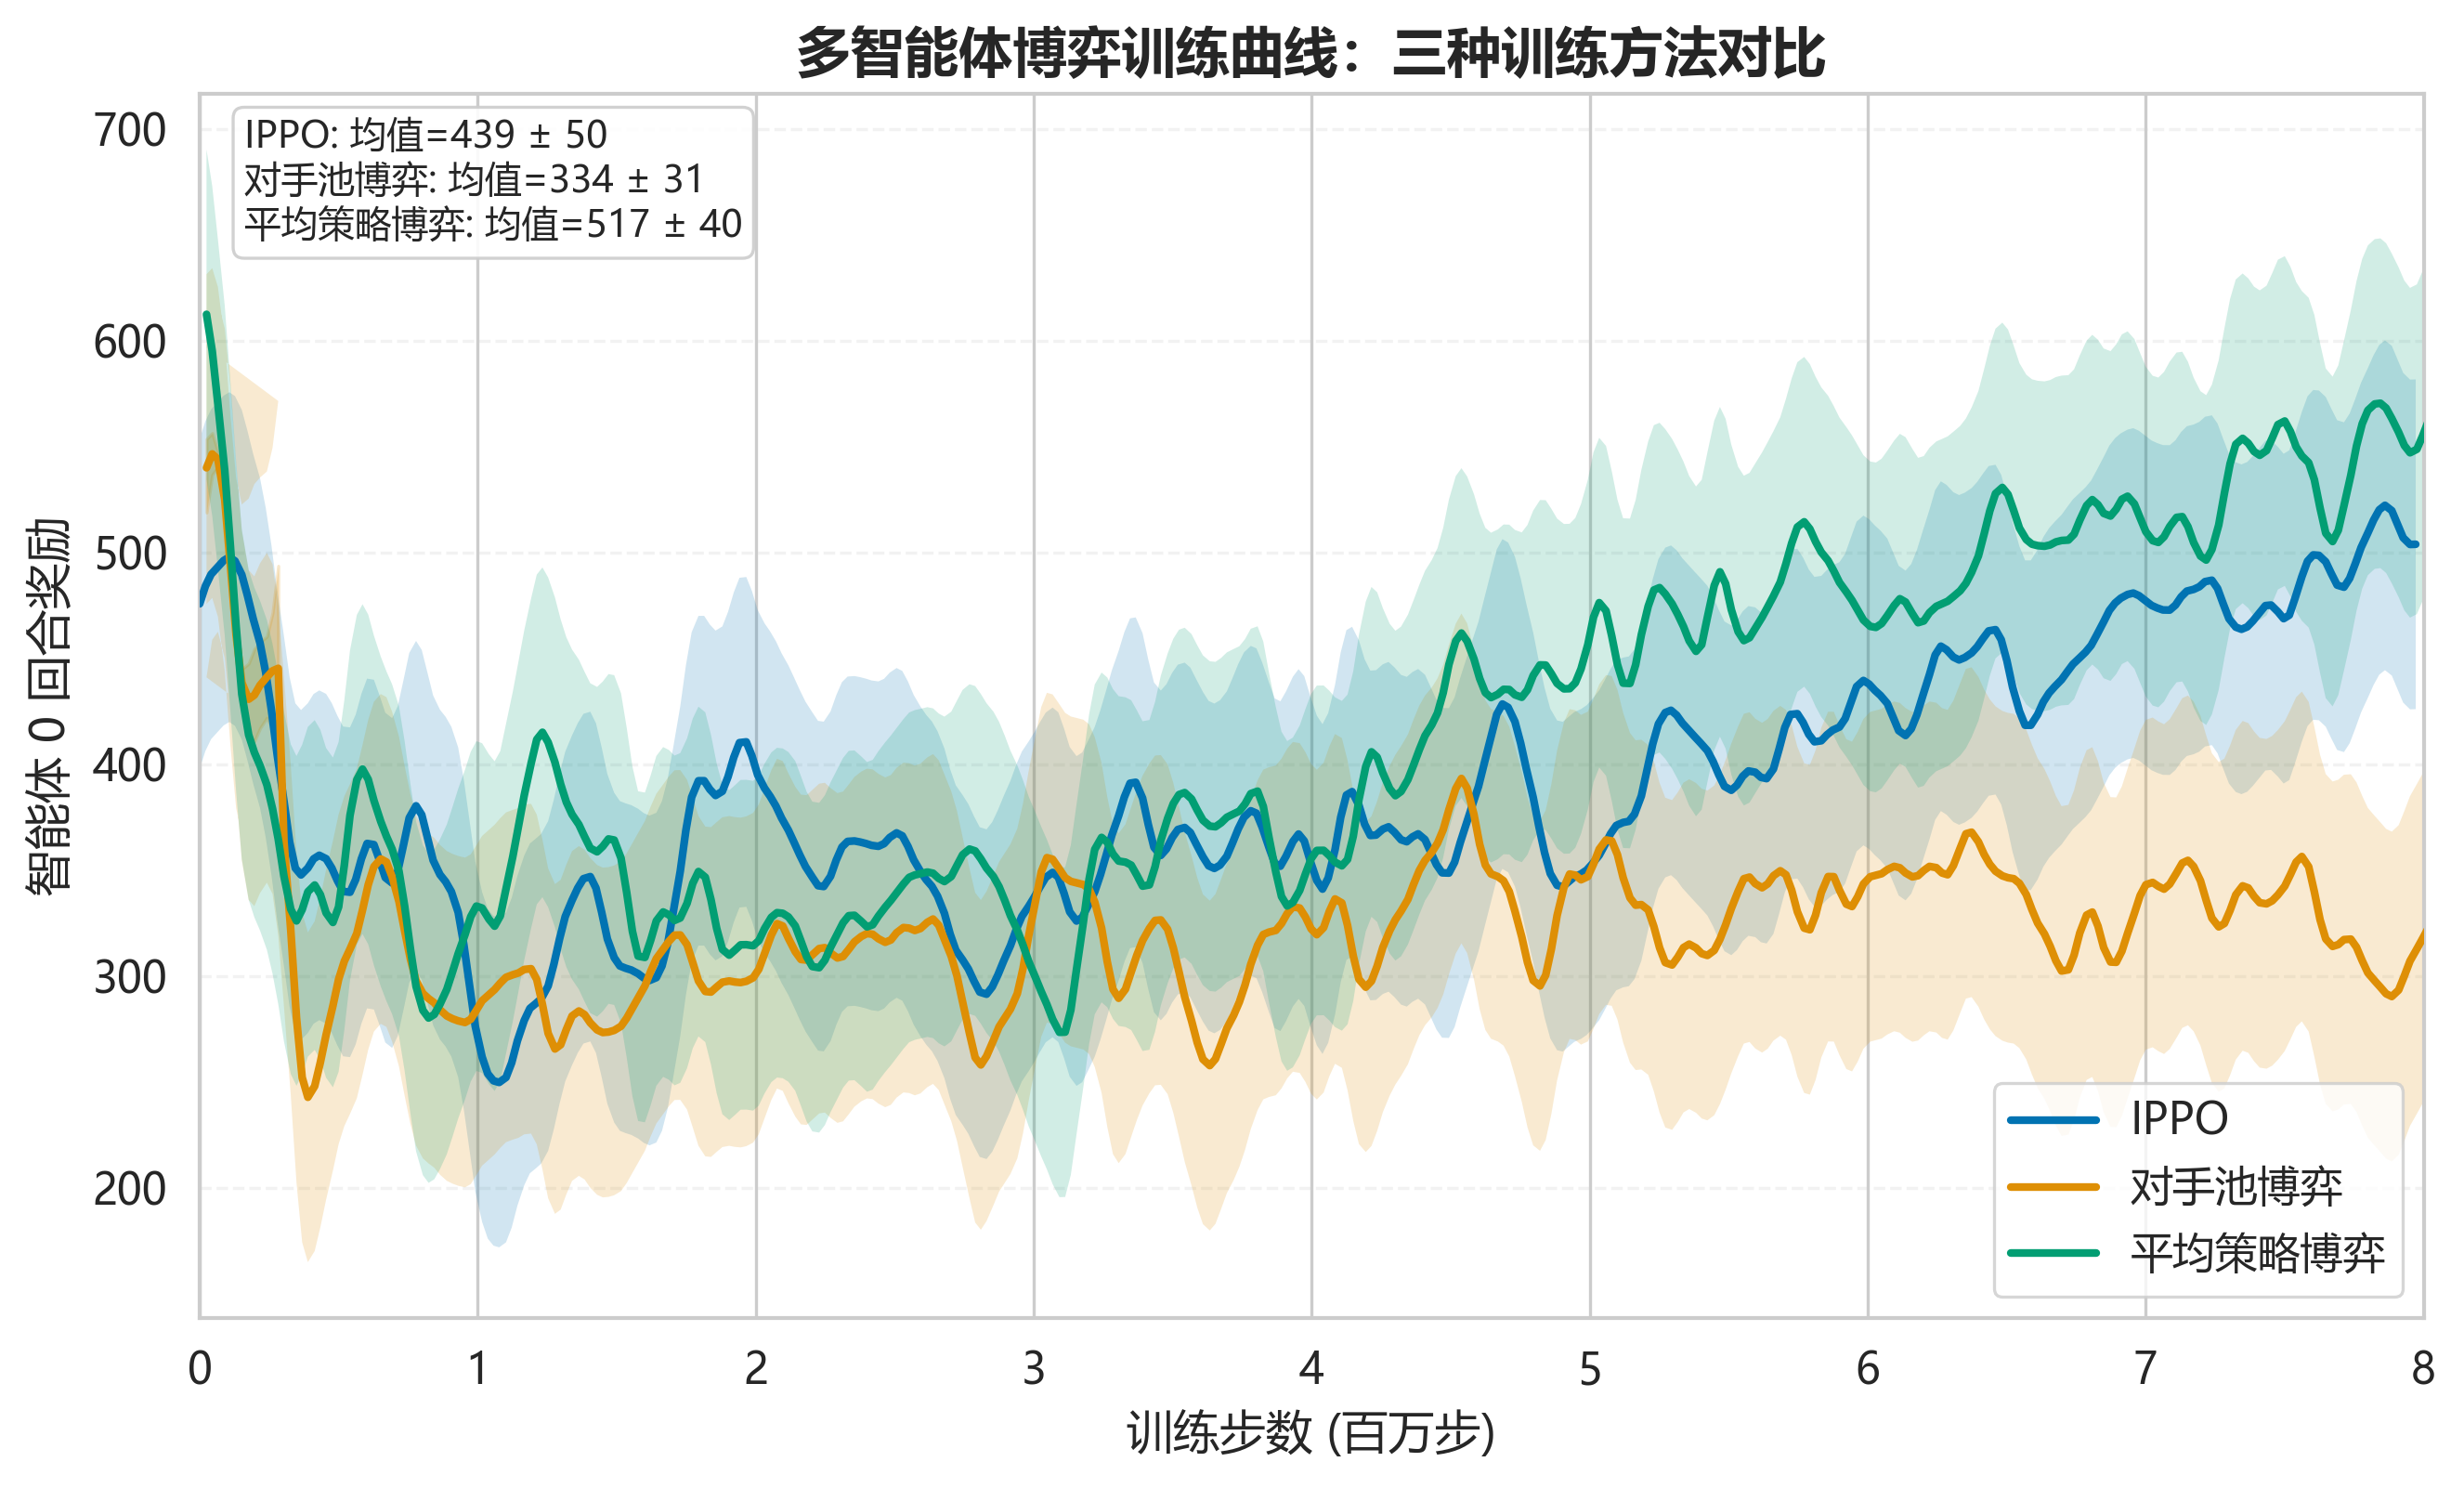 多智能体博弈训练曲线：三种训练方法对比
IPPO: 均值=439 ± 50
对手池博弈: 均值=334 ± 31
平均策略博弈: 均值=517 ± 40
智能体 0 回合奖励
700
600
500
400
300
200
IPPO
对手池博弈
平均策略博弈
0 1 2 3 4 5 6 7 8
训练步数 (百万步)